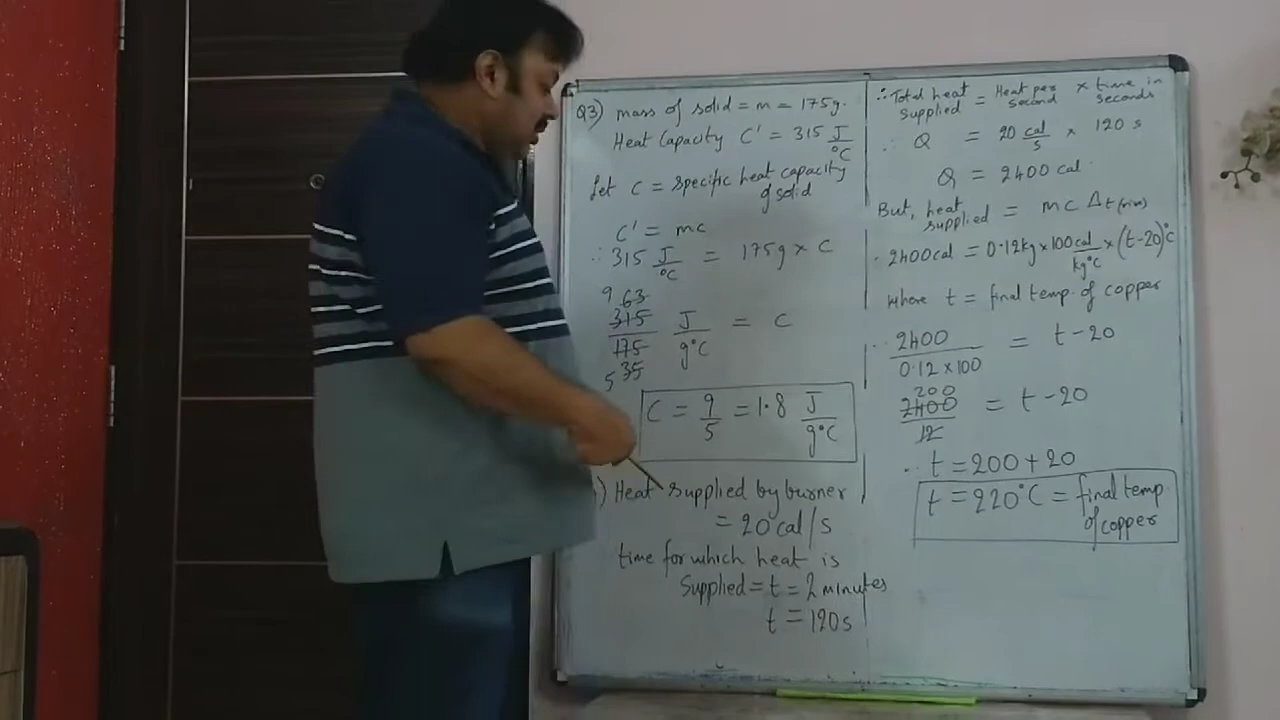 Q3) mass of solid = m = 175g.
Heat Capacity C' = 315 J/°C
Let C = specific heat capacity
of solid
C' = mc
∴ 315 J/°C = 175g × C
9 63
315/175 J/g°C = C
5 35
C = 9/5 = 1.8 J/g°C
) Heat supplied by burner
= 20 cal/s
time for which heat is
Supplied = t = 2 minutes
t = 120s
∴ Total heat supplied = Heat per second × time in seconds
∴ Q = 20 cal/s × 120 s
Q = 2400 cal
But, heat supplied = mc Δt (rise)
∴ 2400cal = 0.12kg × 100 cal/kg°C × (t-20)°C
Where t = final temp. of copper
∴ 2400/0.12×100 = t-20
200
2400/12 = t-20
∴ t = 200+20
t = 220°C = final temp
of copper